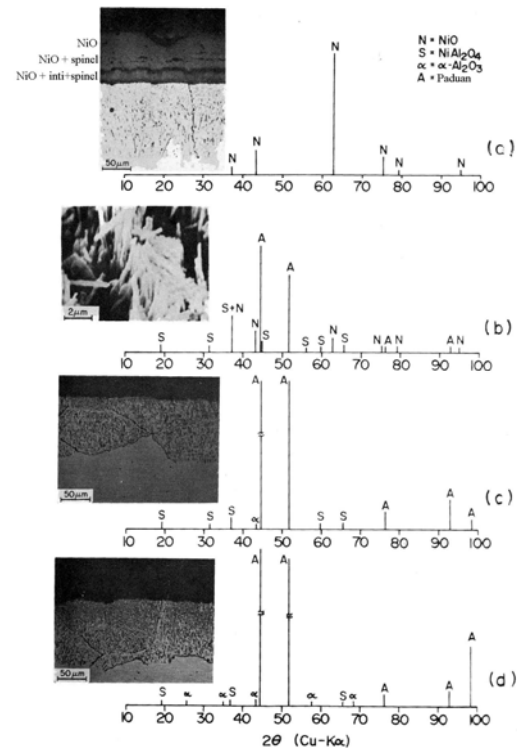 NiO
NiO + spinel
NiO + inti+spinel
50μm
N = NiO
S = NiAl₂O₄
α = α-Al₂O₃
A = Paduan
N N N N N N
(a)
10 20 30 40 50 60 70 80 90 100
2μm
S S S+N N A S A S S N S N A N A N
(b)
10 20 30 40 50 60 70 80 90 100
50μm
S S S α A A S S A A A
(c)
10 20 30 40 50 60 70 80 90 100
50μm
S α α S α A A α S α A A A
(d)
10 20 30 40 50 60 70 80 90 100
2θ (Cu-Kα)